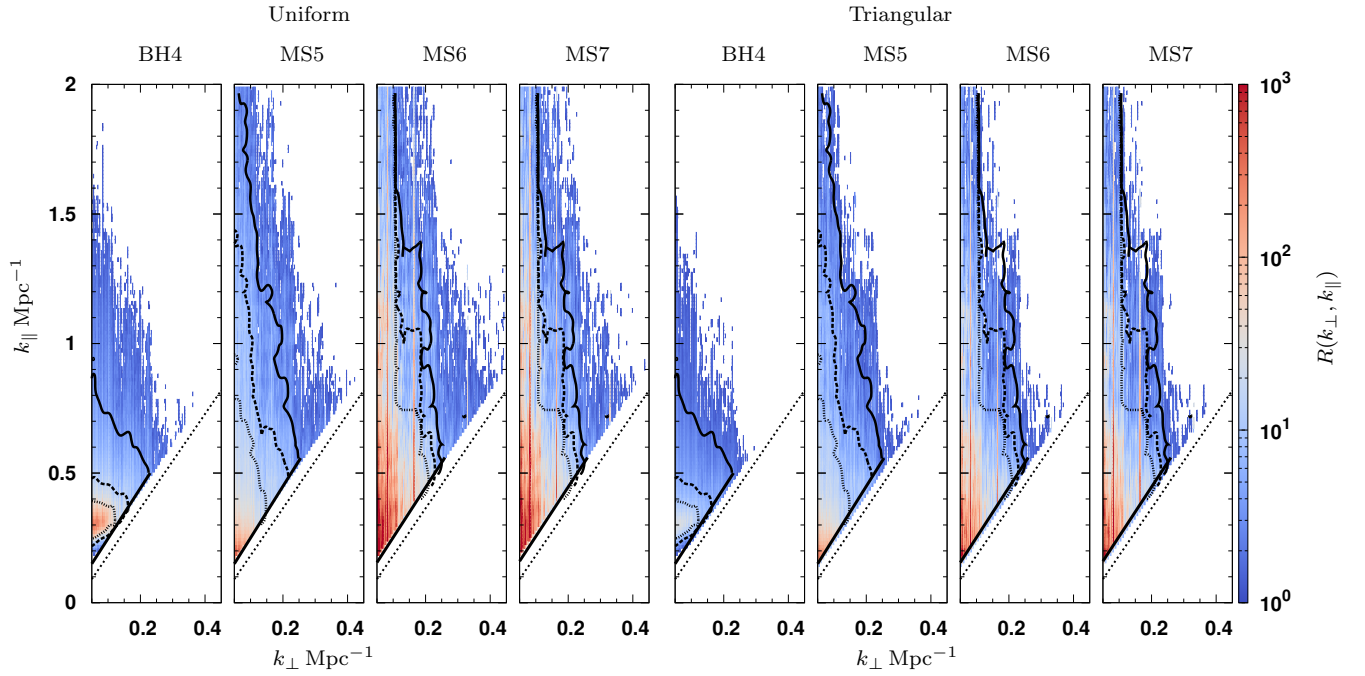 Uniform Triangular
BH4 MS5 MS6 MS7 BH4 MS5 MS6 MS7
2
1.5
1
0.5
0
k∥ Mpc⁻¹
0.2 0.4 0.2 0.4 0.2 0.4 0.2 0.4 0.2 0.4 0.2 0.4 0.2 0.4 0.2 0.4
k⊥ Mpc⁻¹ k⊥ Mpc⁻¹
10³
10²
10¹
10⁰
R(k⊥, k∥)